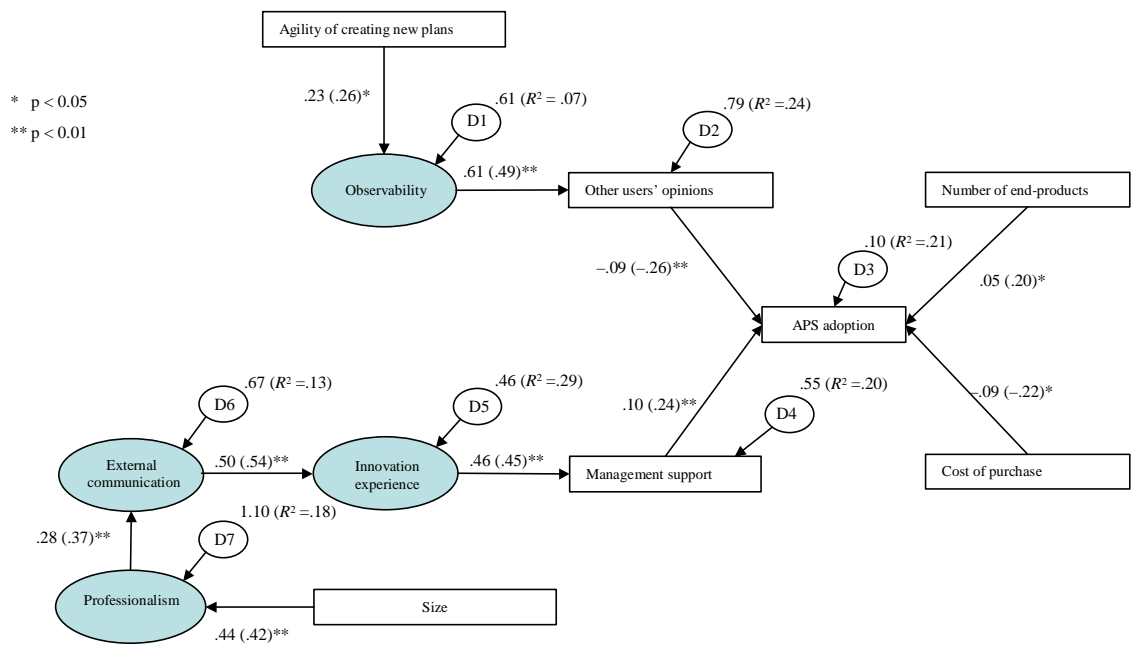 Agility of creating new plans
* p < 0.05
** p < 0.01
.23 (.26)*
.61 (R² = .07)
D1
.79 (R² =.24)
D2
Observability
.61 (.49)**
Other users’ opinions
Number of end-products
–.09 (–.26)**
.10 (R² =.21)
D3
.05 (.20)*
APS adoption
.67 (R² =.13)
D6
.46 (R² =.29)
D5
.10 (.24)**
.55 (R² =.20)
D4
–.09 (–.22)*
External
communication
.50 (.54)**
Innovation
experience
.46 (.45)**
Management support
Cost of purchase
.28 (.37)**
1.10 (R² =.18)
D7
Professionalism
Size
.44 (.42)**